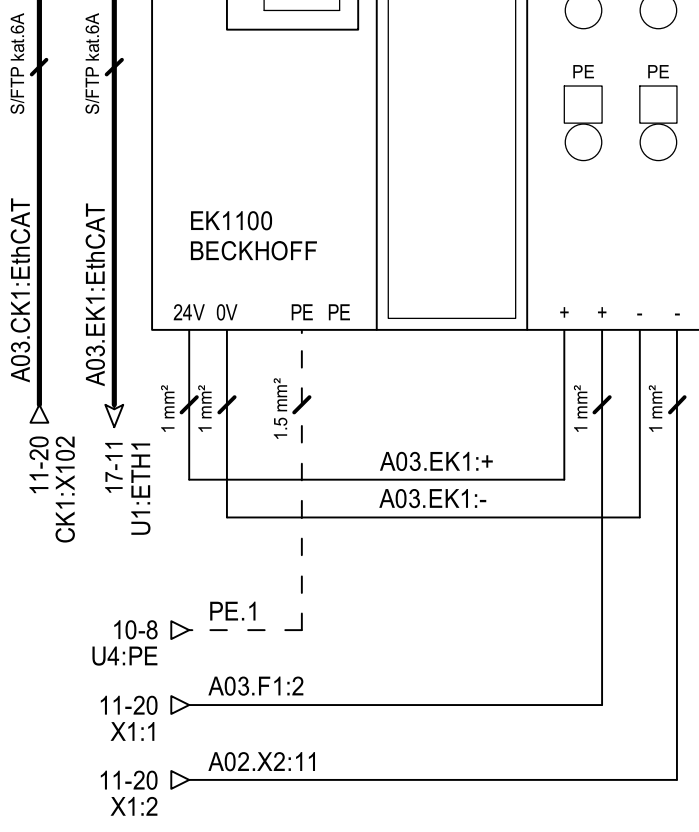 S/FTP kat.6A
S/FTP kat.6A
PE PE
A03.CK1:EthCAT
A03.EK1:EthCAT
EK1100
BECKHOFF
24V 0V PE PE
+ + - -
1 mm²
1 mm²
1.5 mm²
1 mm²
1 mm²
11-20
CK1:X102
17-11
U1:ETH1
A03.EK1:+
A03.EK1:-
PE.1
10-8
U4:PE
A03.F1:2
11-20
X1:1
A02.X2:11
11-20
X1:2